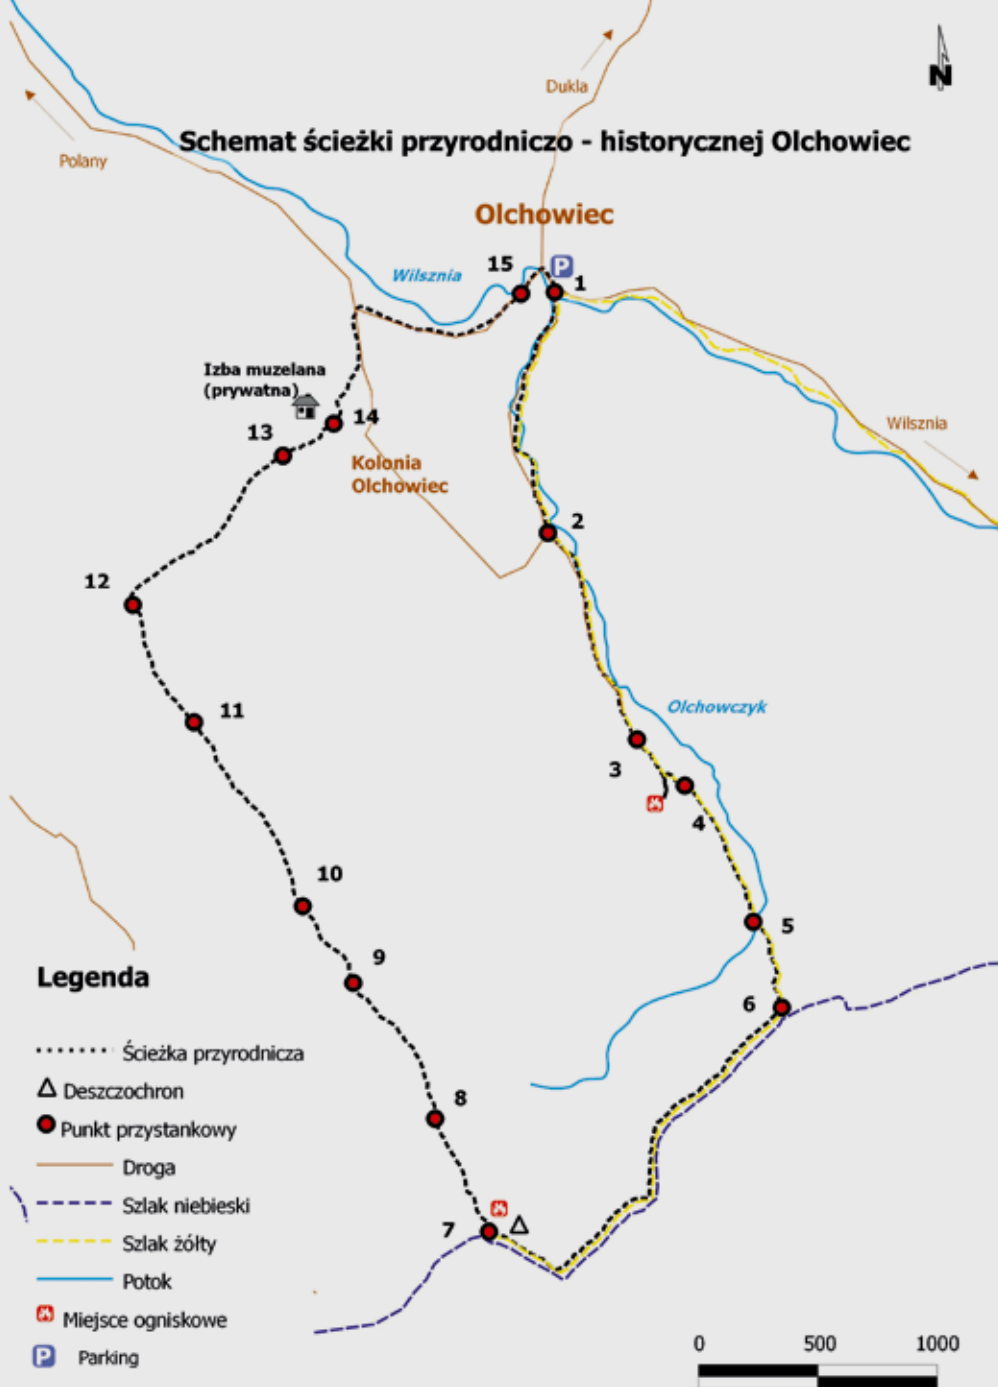 Dukla
N
Schemat ścieżki przyrodniczo - historycznej Olchowiec
Polany
Olchowiec
15
P
1
Wilsznia
Izba muzelana
(prywatna)
14
13
Wilsznia
Kolonia
Olchowiec
2
12
Olchowczyk
11
3
4
10
5
9
Legenda
6
Ścieżka przyrodnicza
Deszczochron
8
Punkt przystankowy
Droga
Szlak niebieski
7
Szlak żółty
Potok
Miejsce ogniskowe
0 500 1000
P Parking